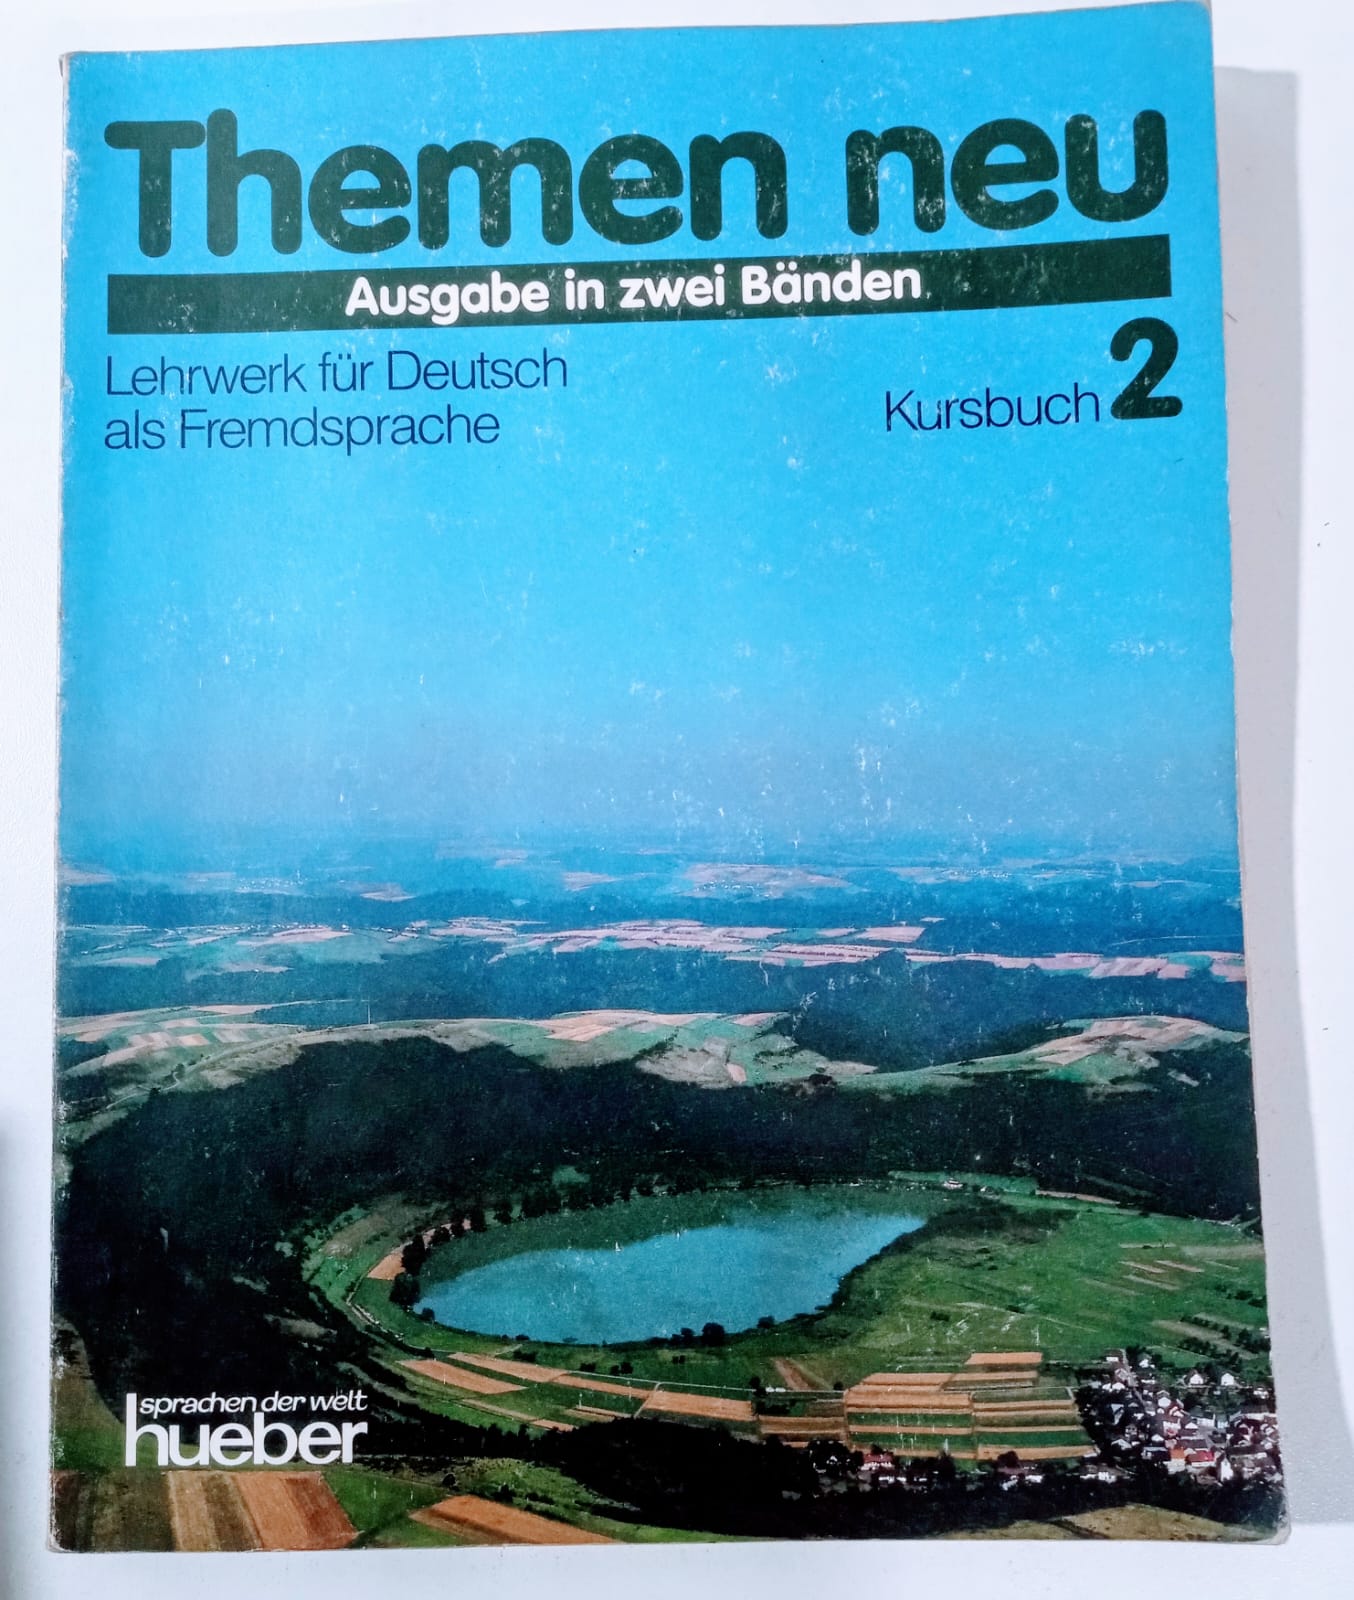 Themen neu
Ausgabe in zwei Bänden
Lehrwerk für Deutsch
als Fremdsprache
Kursbuch 2
sprachen der welt
hueber